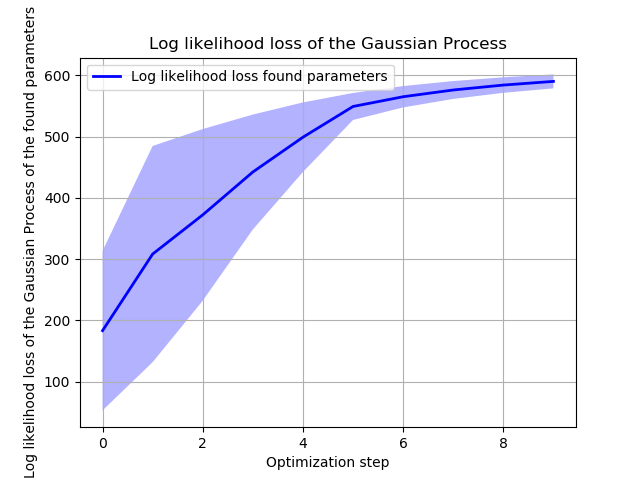 Log likelihood loss of the Gaussian Process
Log likelihood loss of the Gaussian Process of the found parameters
Log likelihood loss found parameters
600
500
400
300
200
100
0 2 4 6 8
Optimization step